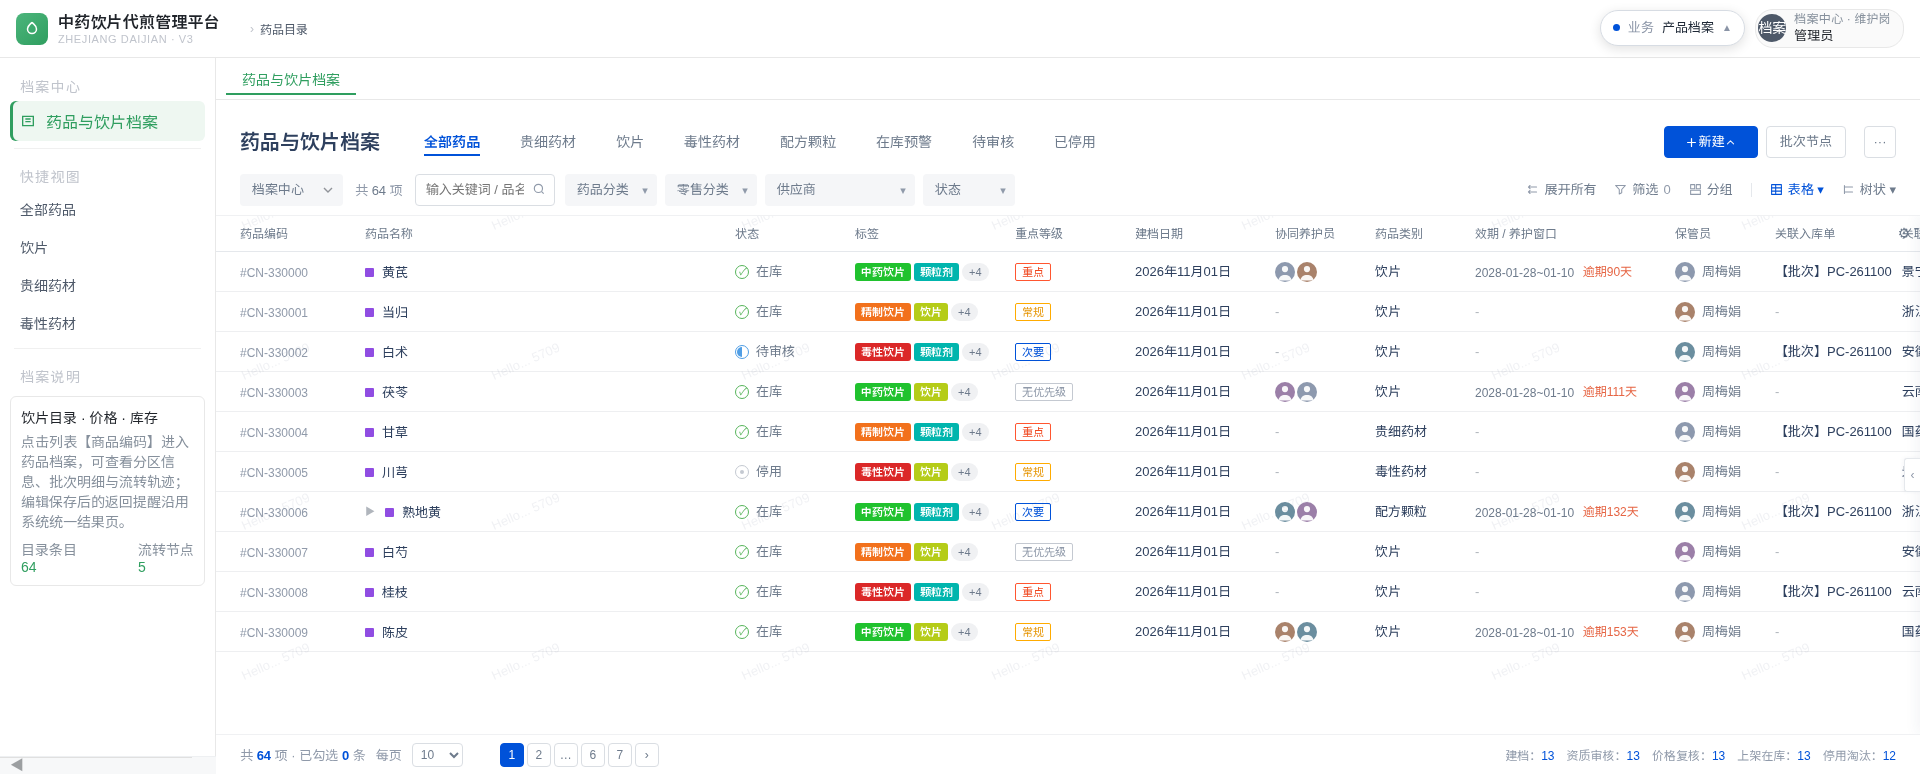 中药饮片代煎管理平台
ZHEJIANG DAIJIAN · V3
› 药品目录
业务 产品档案 ▲
档案 档案中心 · 维护岗
管理员
档案中心
药品与饮片档案
快捷视图
全部药品
饮片
贵细药材
毒性药材
档案说明
饮片目录 · 价格 · 库存
点击列表【商品编码】进入
药品档案，可查看分区信
息、批次明细与流转轨迹；
编辑保存后的返回提醒沿用
系统统一结果页。
目录条目 流转节点
64 5
药品与饮片档案
药品与饮片档案 全部药品 贵细药材 饮片 毒性药材 配方颗粒 在库预警 待审核 已停用 新建 批次节点 ···
档案中心 共 64 项 输入关键词 / 品名 药品分类 ▾ 零售分类 ▾ 供应商 ▾ 状态 ▾ 展开所有 筛选 0 分组 表格 ▾ 树状 ▾
药品编码 药品名称 状态 标签 重点等级 建档日期 协同养护员 药品类别 效期 / 养护窗口 保管员 关联入库单
#CN-330000 黄芪 在库 中药饮片 颗粒剂 +4 重点 2026年11月01日 饮片 2028-01-28~01-10 逾期90天 周梅娟 【批次】PC-261100 景
#CN-330001 当归 在库 精制饮片 饮片 +4 常规 2026年11月01日 - 饮片 - 周梅娟 - 浙
#CN-330002 白术 待审核 毒性饮片 颗粒剂 +4 次要 2026年11月01日 - 饮片 - 周梅娟 【批次】PC-261100 安
#CN-330003 茯苓 在库 中药饮片 饮片 +4 无优先级 2026年11月01日 饮片 2028-01-28~01-10 逾期111天 周梅娟 - 云
#CN-330004 甘草 在库 精制饮片 颗粒剂 +4 重点 2026年11月01日 - 贵细药材 - 周梅娟 【批次】PC-261100 国
#CN-330005 川芎 停用 毒性饮片 饮片 +4 常规 2026年11月01日 - 毒性药材 - 周梅娟 -
#CN-330006 ▶ 熟地黄 在库 中药饮片 颗粒剂 +4 次要 2026年11月01日 配方颗粒 2028-01-28~01-10 逾期132天 周梅娟 【批次】PC-261100 浙
#CN-330007 白芍 在库 精制饮片 饮片 +4 无优先级 2026年11月01日 - 饮片 - 周梅娟 - 安
#CN-330008 桂枝 在库 毒性饮片 颗粒剂 +4 重点 2026年11月01日 - 饮片 - 周梅娟 【批次】PC-261100 云
#CN-330009 陈皮 在库 中药饮片 饮片 +4 常规 2026年11月01日 饮片 2028-01-28~01-10 逾期153天 周梅娟 - 国
Hello... 5709 Hello... 5709 Hello... 5709 Hello... 5709 Hello... 5709 Hello... 5709 Hello... 5709
共 64 项 · 已勾选 0 条 每页 10 1 2 … 6 7 › 建档：13 资质审核：13 价格复核：13 上架在库：13 停用淘汰：12